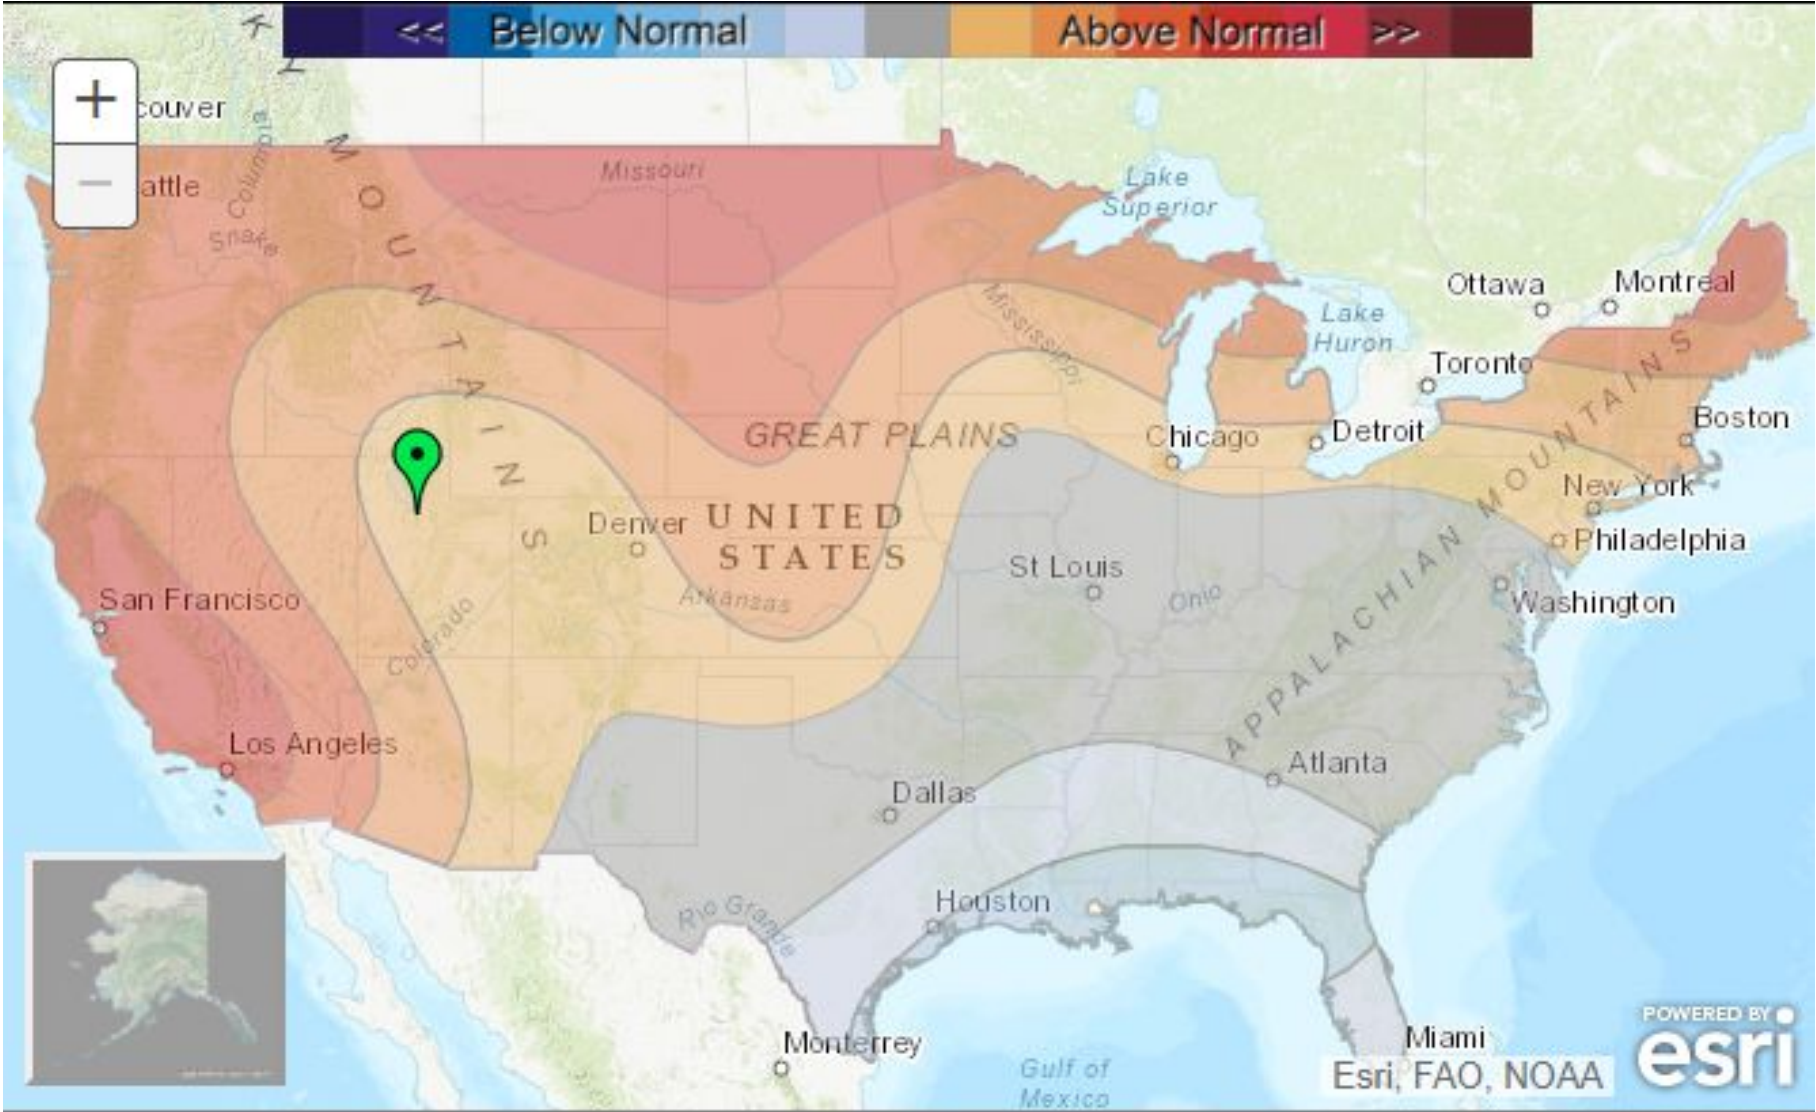 << Below Normal
Above Normal >>
+
couver
K
Y
MOUNTAINS
−
attle
Columbia
Snake
Missouri
Lake
Superior
Ottawa
Montreal
Lake
Huron
Mississippi
Toronto
GREAT PLAINS
Chicago
Detroit
Boston
New York
Denver
UNITED
STATES
Philadelphia
APPALACHIAN MOUNTAINS
St Louis
Ohio
Washington
San Francisco
Arkansas
Colorado
Los Angeles
Atlanta
Dallas
Rio Grande
Houston
Monterrey
Miami
Gulf of
Mexico
Esri, FAO, NOAA
POWERED BY
esri